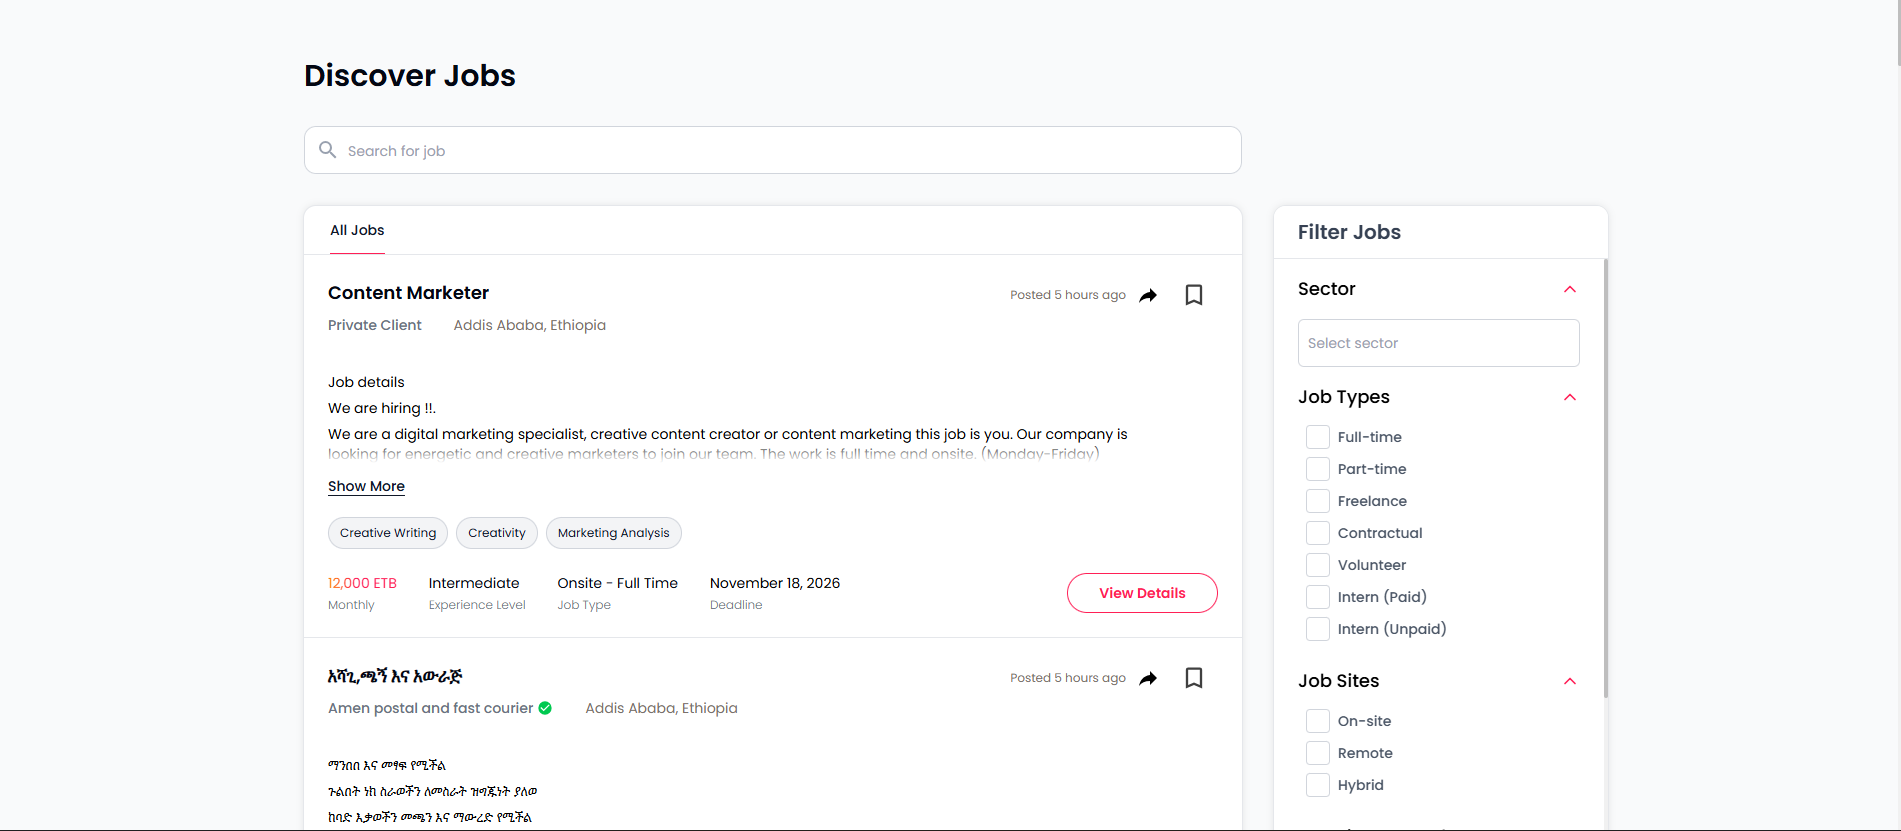 Discover Jobs
Search for job
All Jobs
Content Marketer
Posted 5 hours ago
Private Client Addis Ababa, Ethiopia
Job details
We are hiring !!.
We are a digital marketing specialist, creative content creator or content marketing this job is you. Our company is
looking for energetic and creative marketers to join our team. The work is full time and onsite. (Monday-Friday)
Show More
Creative Writing Creativity Marketing Analysis
12,000 ETB Intermediate Onsite - Full Time November 18, 2026
Monthly Experience Level Job Type Deadline
View Details
አሻጊ,ጫኝ እና አውራጅ
Posted 5 hours ago
Amen postal and fast courier Addis Ababa, Ethiopia
ማንበበ እና መፃፍ የሚችል
ጉልበት ነክ ስራወችን ለመስራት ዝግጁነት ያለወ
ከባድ እቃወችን መጫን እና ማውረድ የሚችል
Filter Jobs
Sector
Select sector
Job Types
Full-time
Part-time
Freelance
Contractual
Volunteer
Intern (Paid)
Intern (Unpaid)
Job Sites
On-site
Remote
Hybrid